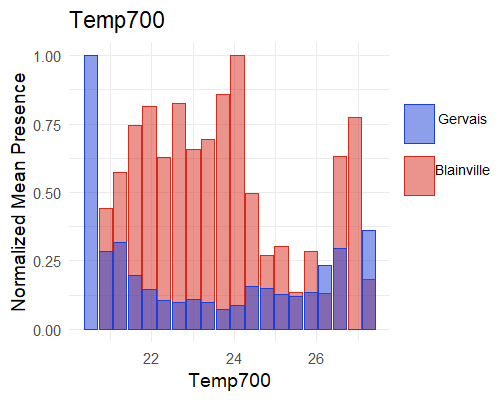 Temp700
1.00
0.75
0.50
0.25
0.00
Normalized Mean Presence
22 24 26
Temp700
Gervais
Blainville